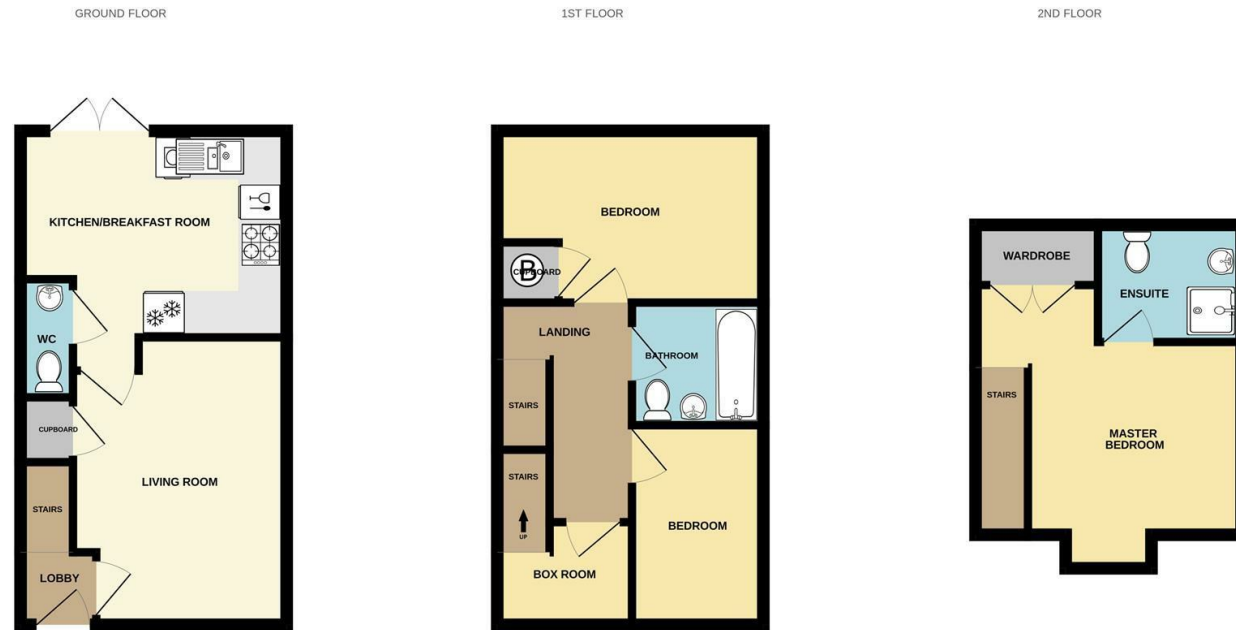 GROUND FLOOR
KITCHEN/BREAKFAST ROOM
WC
CUPBOARD
LIVING ROOM
STAIRS
LOBBY
1ST FLOOR
BEDROOM
CUPBOARD
B
LANDING
BATHROOM
STAIRS
STAIRS
UP
BEDROOM
BOX ROOM
2ND FLOOR
WARDROBE
ENSUITE
STAIRS
MASTER
BEDROOM